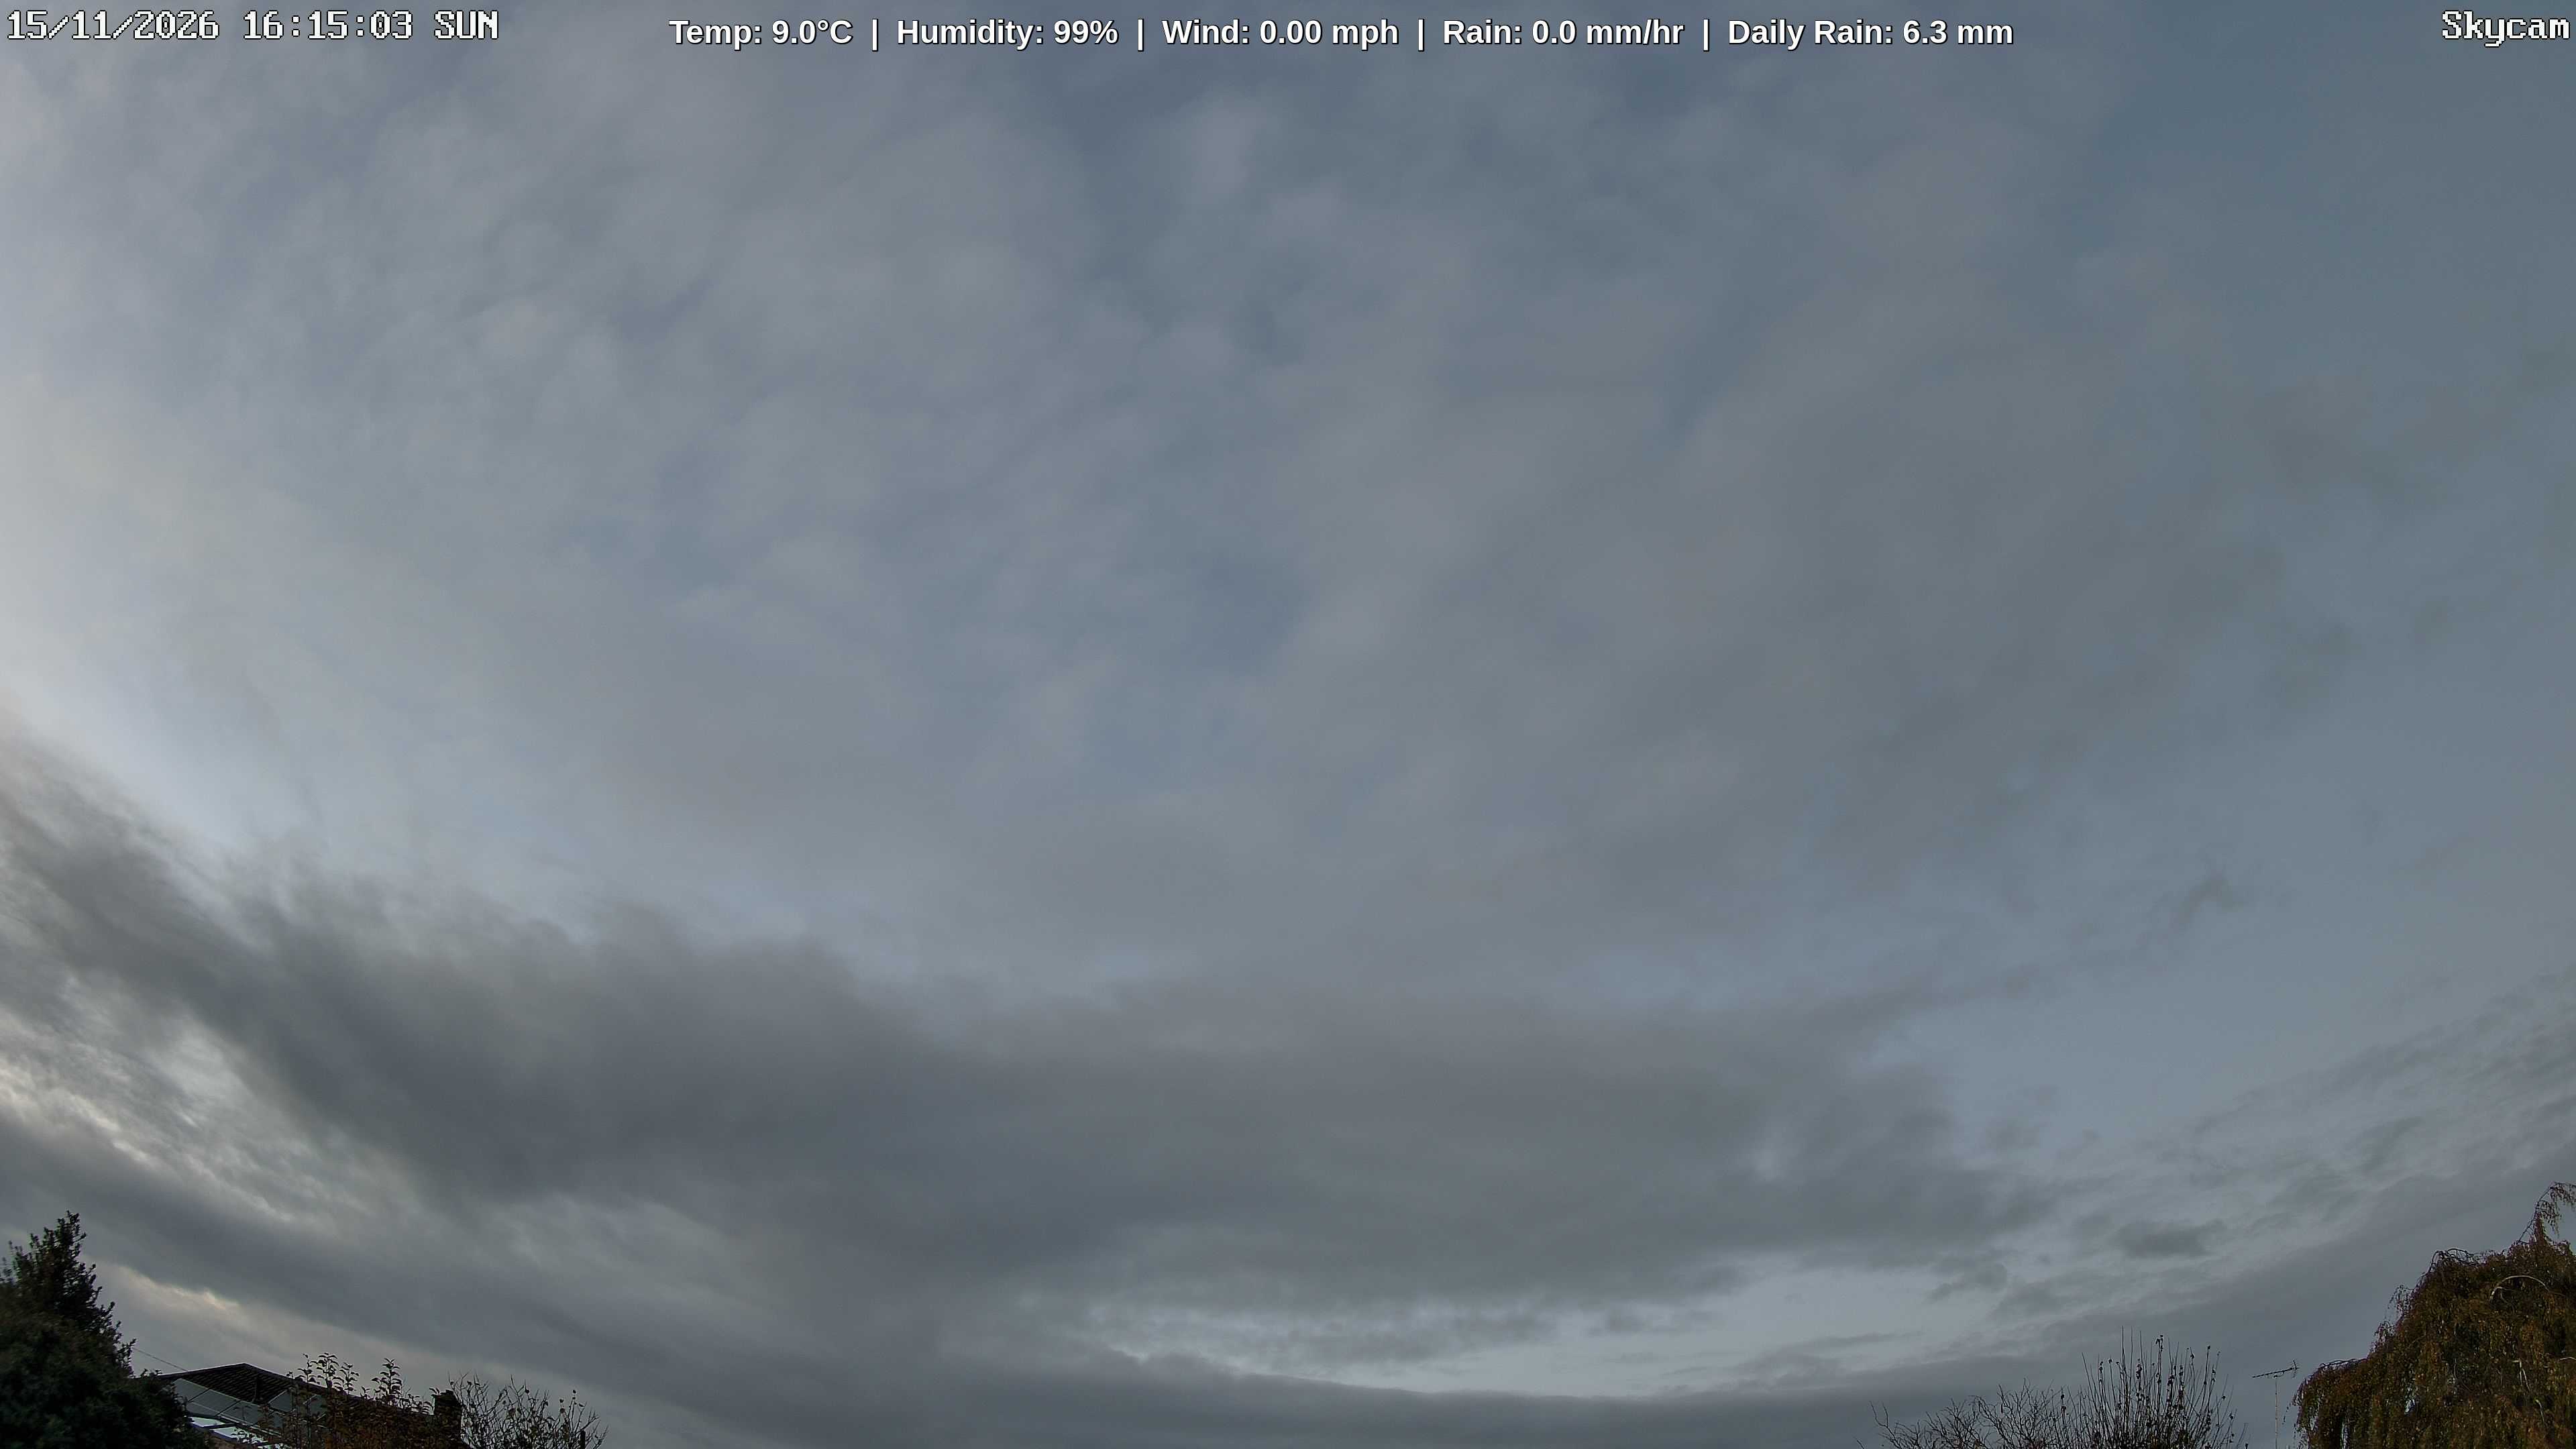 15/11/2026 16:15:03 SUN
Temp: 9.0°C | Humidity: 99% | Wind: 0.00 mph | Rain: 0.0 mm/hr | Daily Rain: 6.3 mm
Skycam